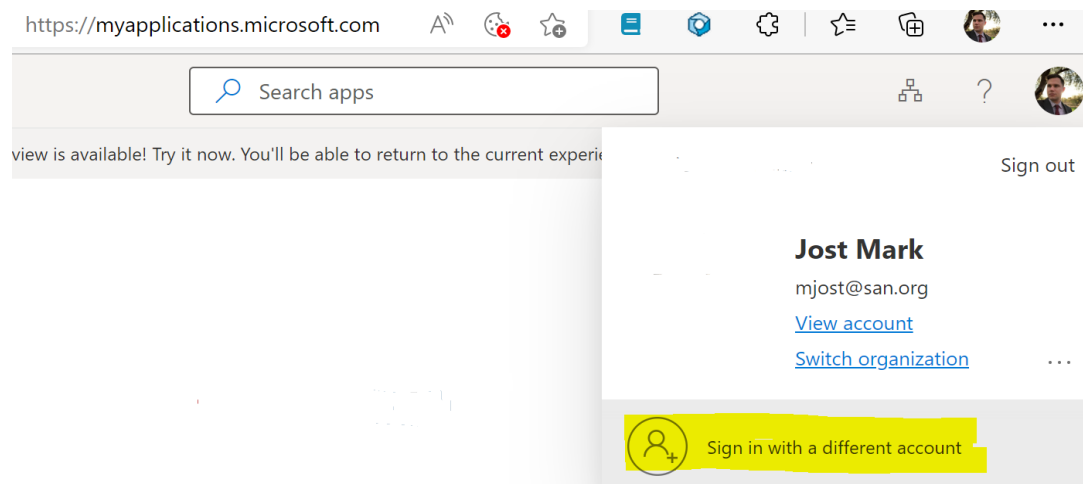 https://myapplications.microsoft.com
Search apps
view is available! Try it now. You'll be able to return to the current experie
Sign out
Jost Mark
mjost@san.org
View account
Switch organization
Sign in with a different account